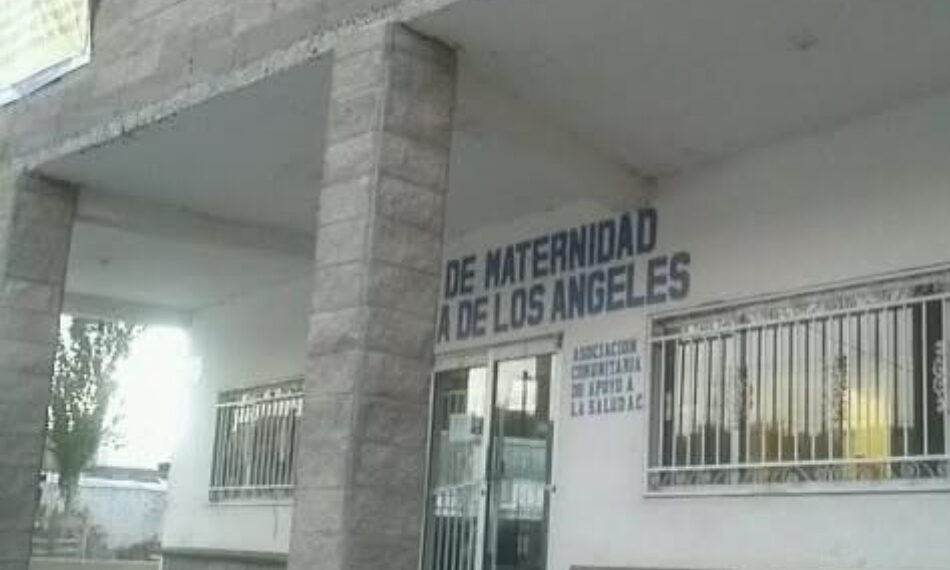 DE MATERNIDAD
A DE LOS ANGELES
ASOCIACION
COMUNITARIA
DE APOYO A
LA SALUD A.C.